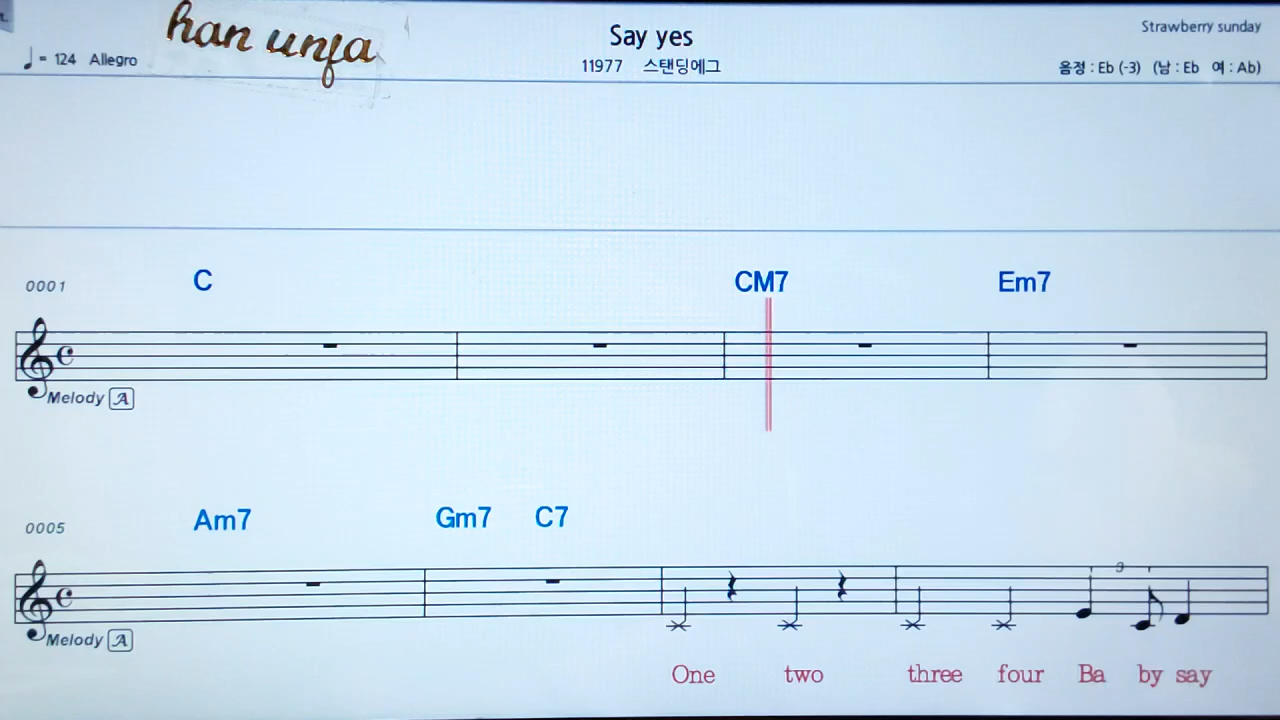 han unfa
Say yes
Strawberry sunday
♩ = 124 Allegro
11977 스탠딩에그
음정 : Eb (-3) (남 : Eb 여 : Ab)
0001
C CM7 Em7
Melody A
0005
Am7 Gm7 C7
3
Melody A
One two three four Ba by say